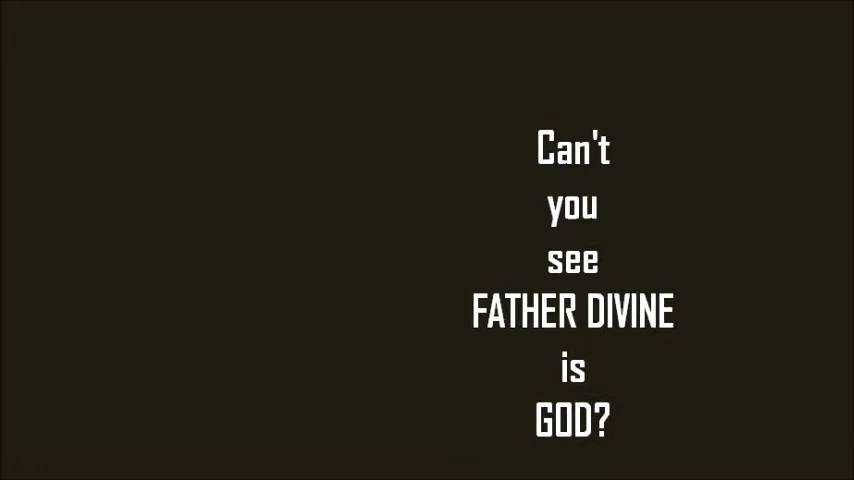 Can't
you
see
FATHER DIVINE
is
GOD?